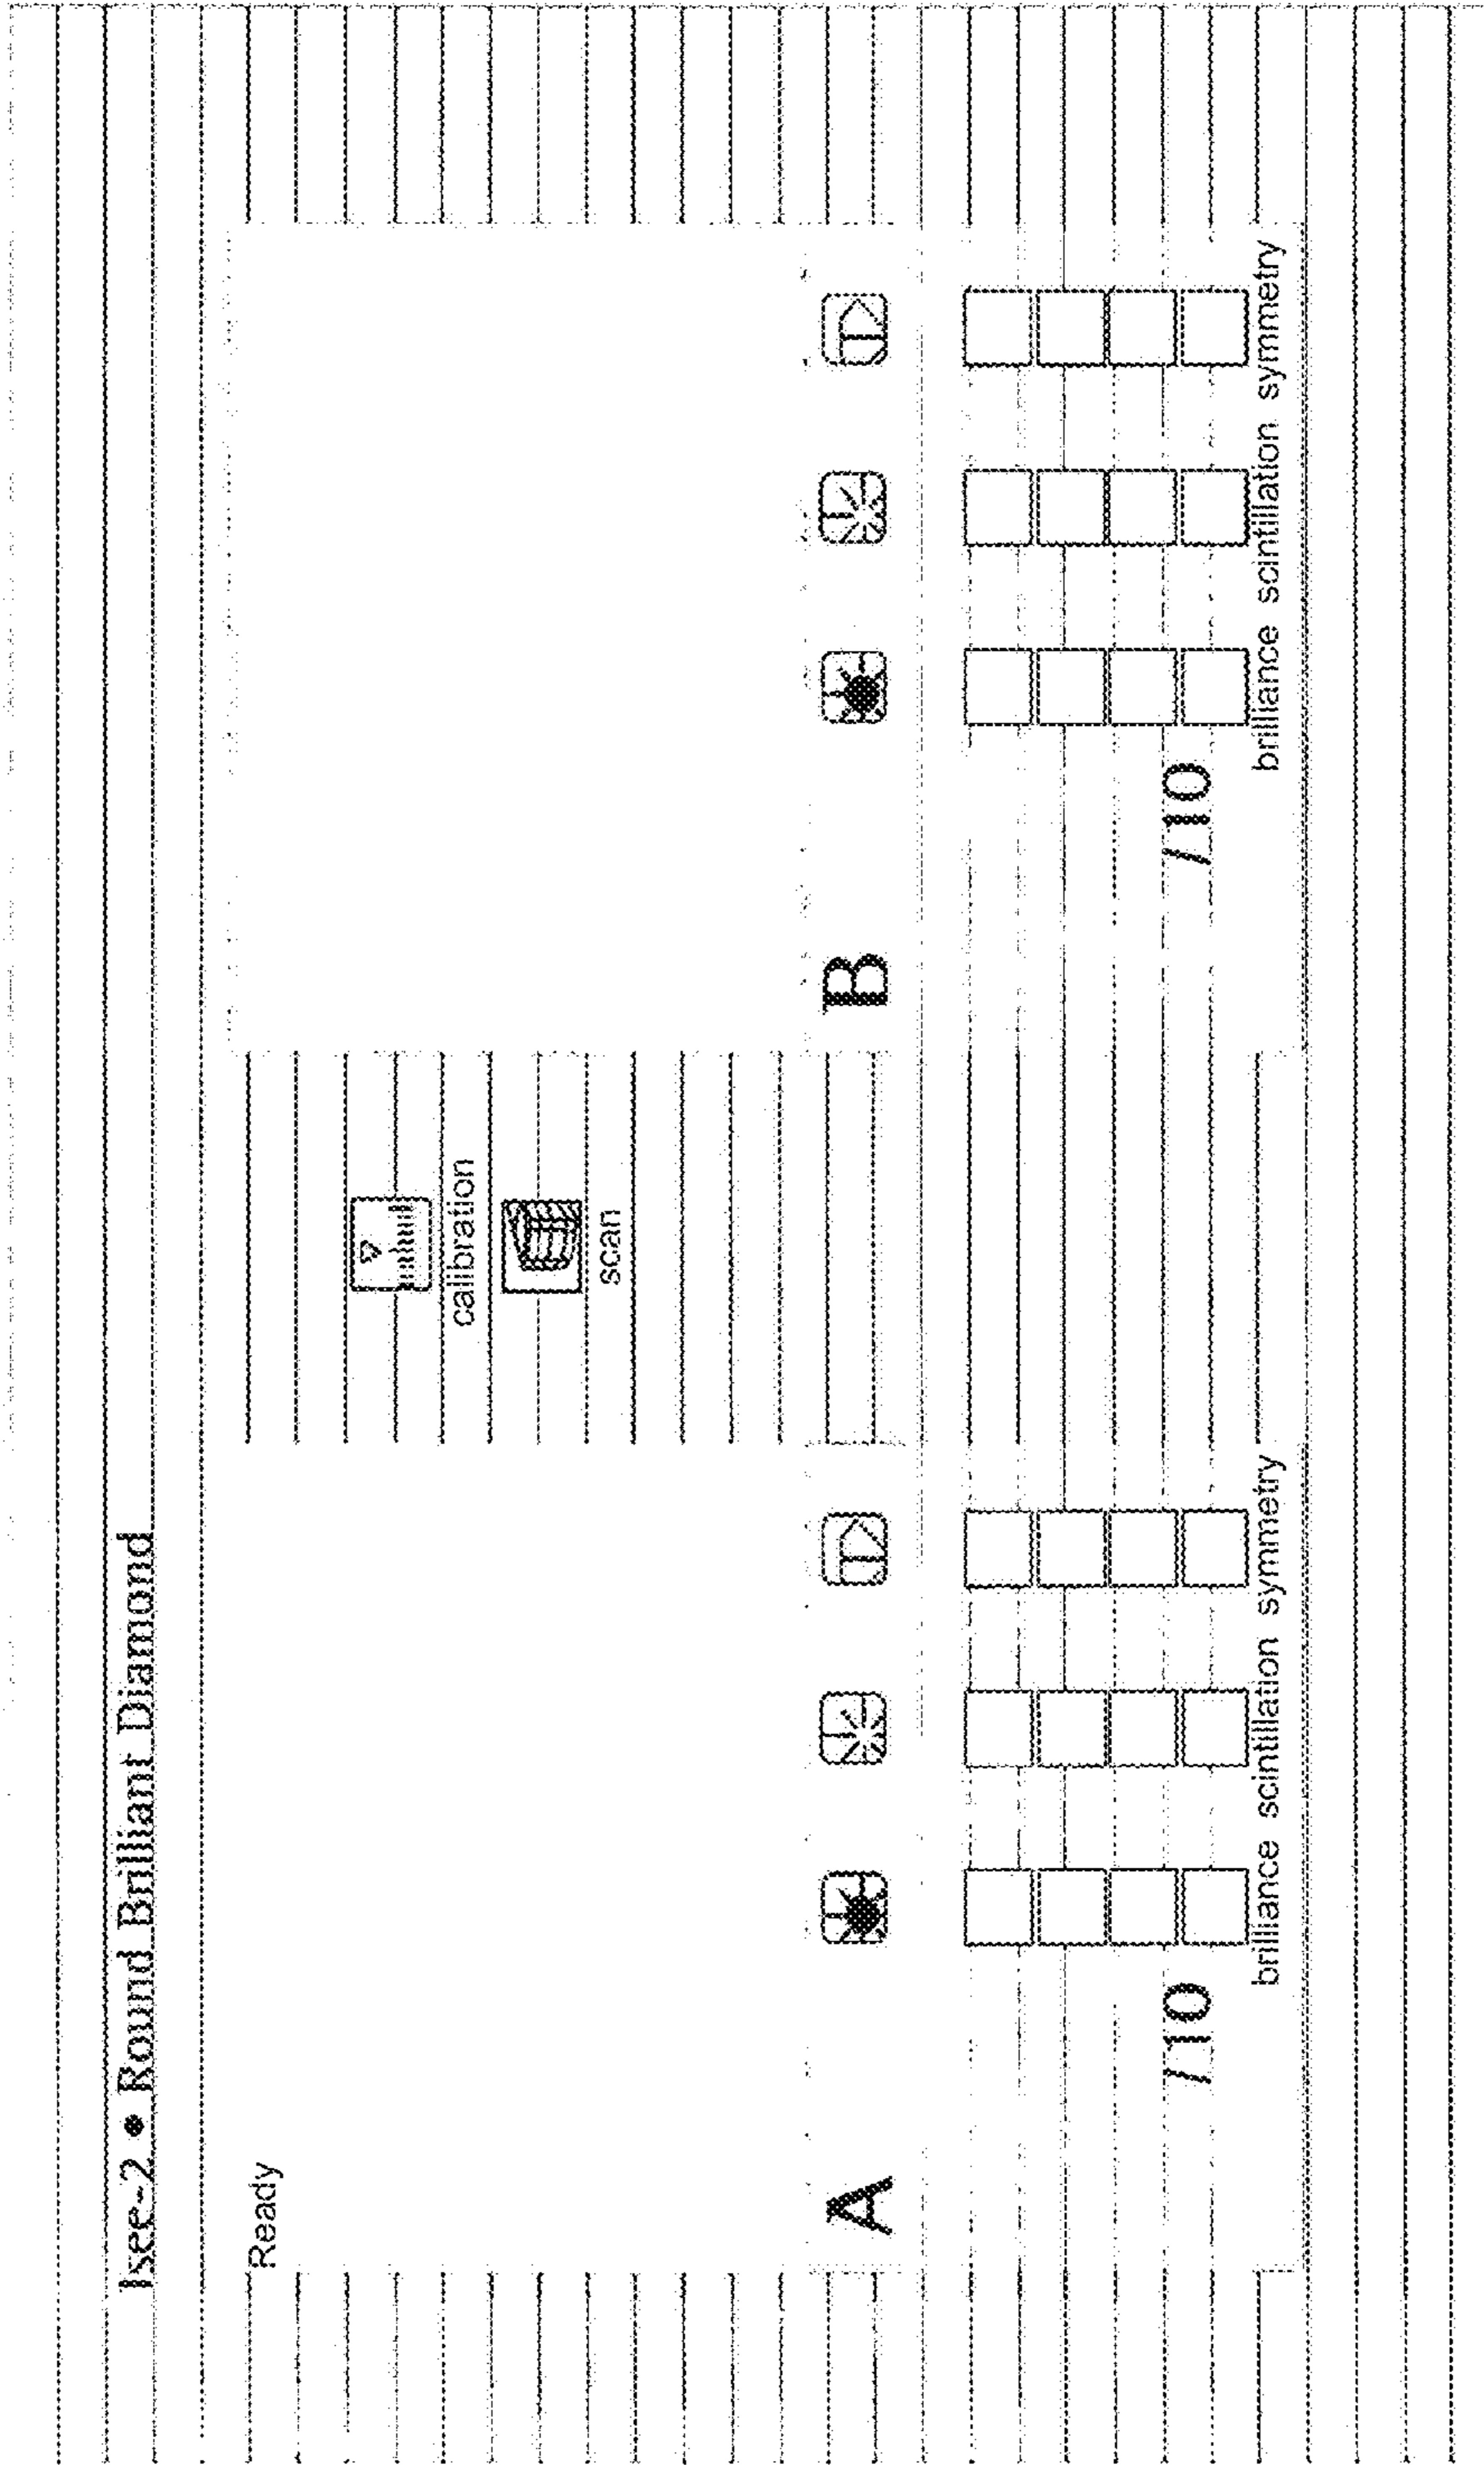 Isee-2 • Round Brilliant Diamond
Ready
calibration
scan
A
/10
brilliance scintillation symmetry
B
/10
brilliance scintillation symmetry